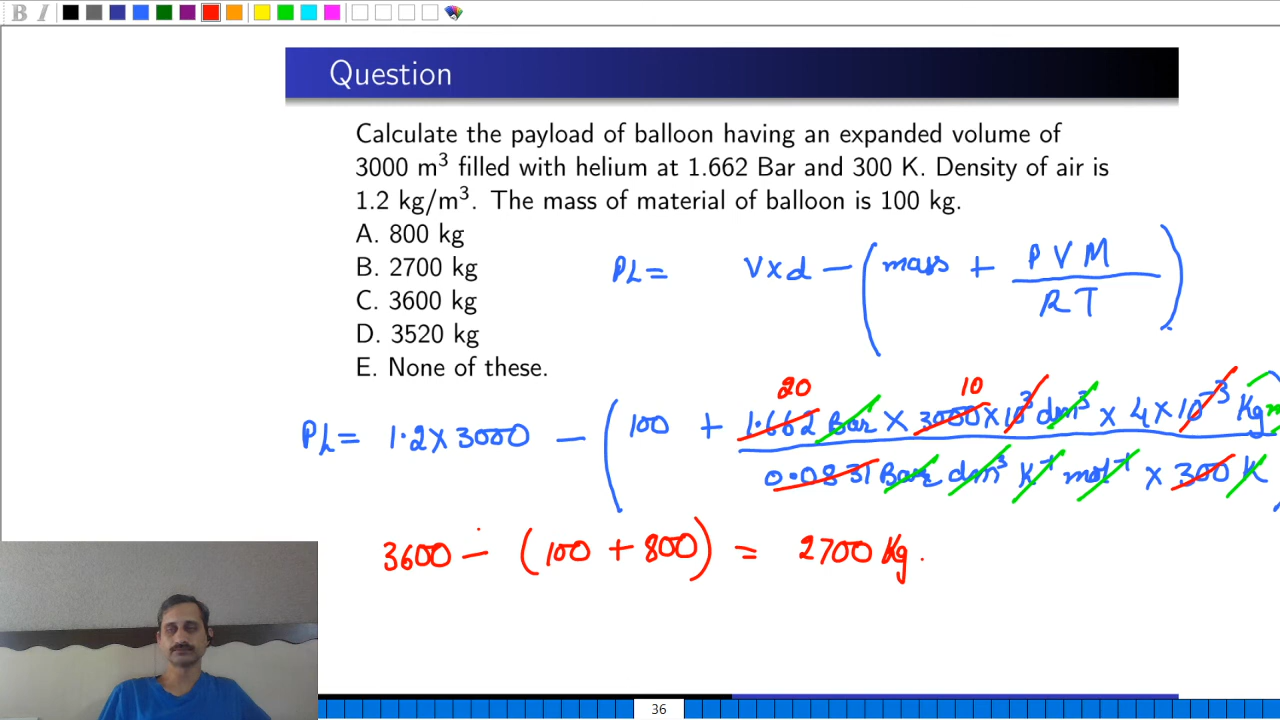 B I
Question
Calculate the payload of balloon having an expanded volume of
3000 m³ filled with helium at 1.662 Bar and 300 K. Density of air is
1.2 kg/m³. The mass of material of balloon is 100 kg.
A. 800 kg
B. 2700 kg
C. 3600 kg
D. 3520 kg
E. None of these.
PL = V×d − (mass + PVM / RT)
20 10
PL = 1.2 × 3000 − (100 + 1.662 Bar × 3000 × 10³ dm³ × 4 × 10⁻³ Kg
0.0831 Bar dm³ K⁻¹ mol⁻¹ × 300 K
3600 − (100 + 800) = 2700 Kg.
36